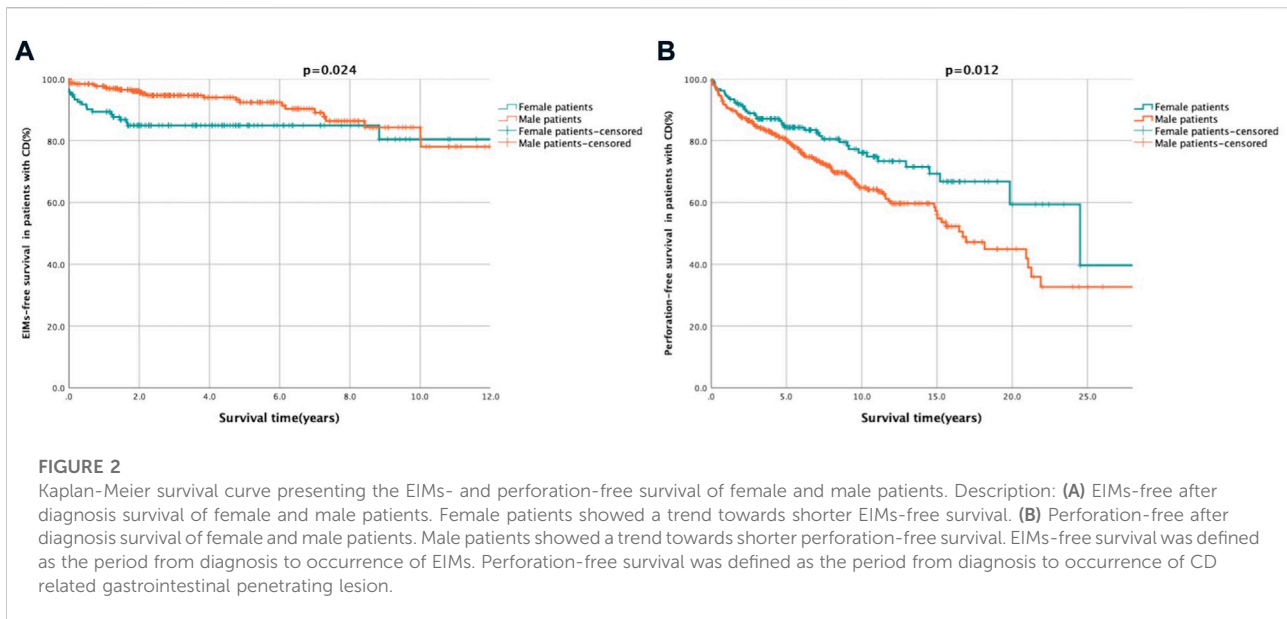 A
p=0.024
EIMs-free survival in patients with CD(%)
100.0
80.0
60.0
40.0
20.0
0.0
.0 2.0 4.0 6.0 8.0 10.0 12.0
Survival time(years)
Female patients
Male patients
Female patients-censored
Male patients-censored
B
p=0.012
Perforation-free survival in patients with CD(%)
100.0
80.0
60.0
40.0
20.0
0.0
.0 5.0 10.0 15.0 20.0 25.0
Survival time(years)
Female patients
Male patients
Female patients-censored
Male patients-censored
FIGURE 2
Kaplan-Meier survival curve presenting the EIMs- and perforation-free survival of female and male patients. Description: (A) EIMs-free after
diagnosis survival of female and male patients. Female patients showed a trend towards shorter EIMs-free survival. (B) Perforation-free after
diagnosis survival of female and male patients. Male patients showed a trend towards shorter perforation-free survival. EIMs-free survival was defined
as the period from diagnosis to occurrence of EIMs. Perforation-free survival was defined as the period from diagnosis to occurrence of CD
related gastrointestinal penetrating lesion.